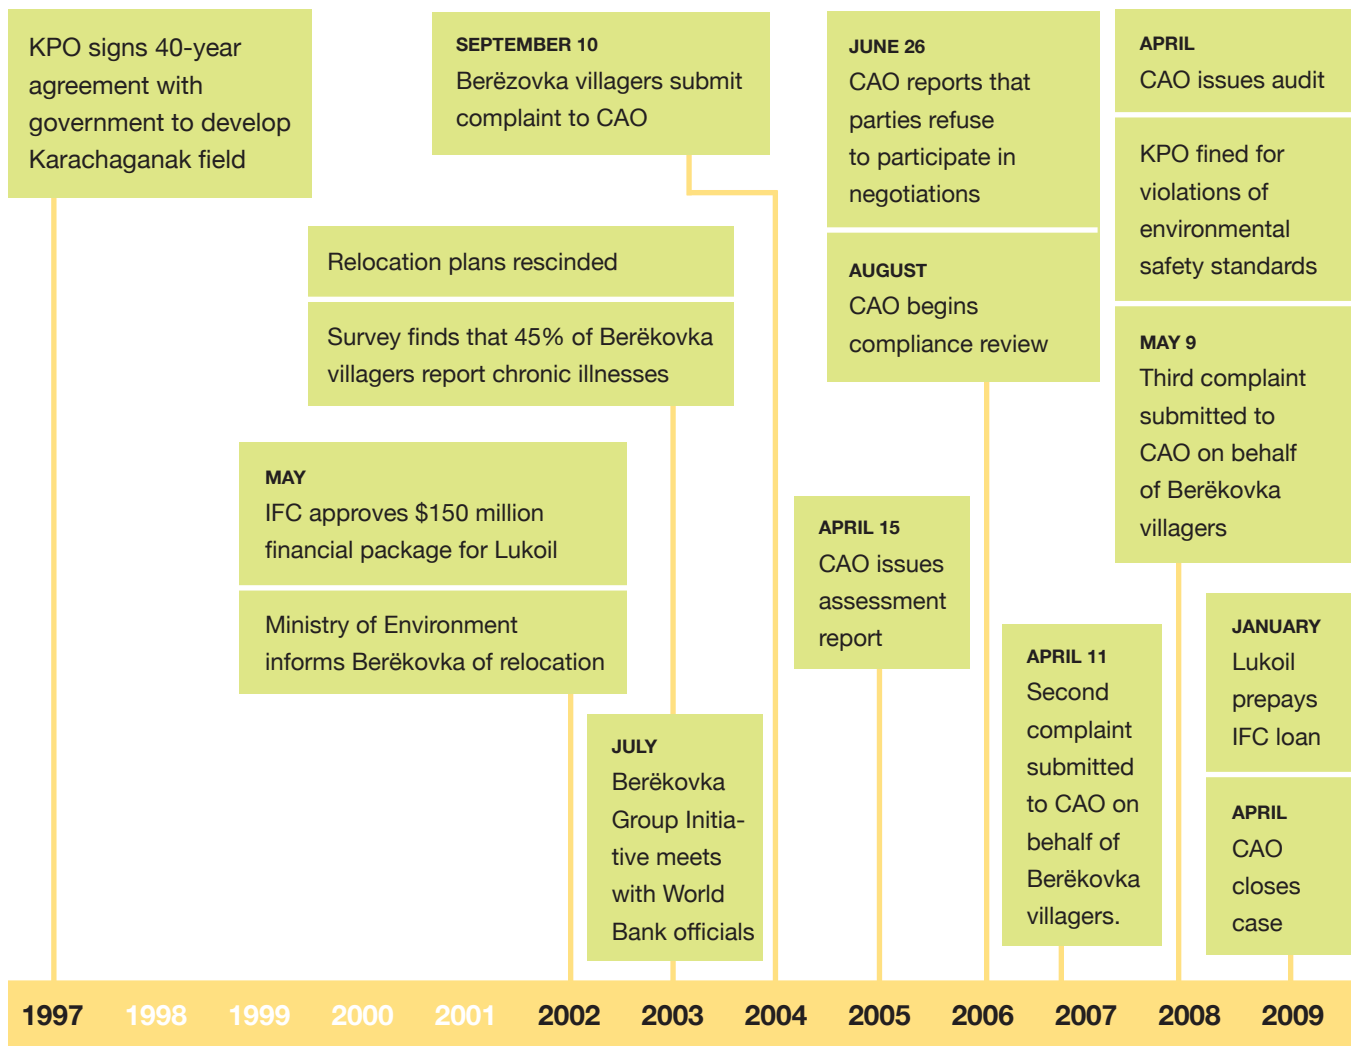 KPO signs 40-year
agreement with
government to develop
Karachaganak field
SEPTEMBER 10
Berëzovka villagers submit
complaint to CAO
JUNE 26
CAO reports that
parties refuse
to participate in
negotiations
AUGUST
CAO begins
compliance review
APRIL
CAO issues audit
KPO fined for
violations of
environmental
safety standards
MAY 9
Third complaint
submitted to
CAO on behalf
of Berëkovka
villagers
Relocation plans rescinded
Survey finds that 45% of Berëkovka
villagers report chronic illnesses
MAY
IFC approves $150 million
financial package for Lukoil
Ministry of Environment
informs Berëkovka of relocation
JULY
Berëkovka
Group Initia-
tive meets
with World
Bank officials
APRIL 15
CAO issues
assessment
report
APRIL 11
Second
complaint
submitted
to CAO on
behalf of
Berëkovka
villagers.
JANUARY
Lukoil
prepays
IFC loan
APRIL
CAO
closes
case
1997 1998 1999 2000 2001 2002 2003 2004 2005 2006 2007 2008 2009